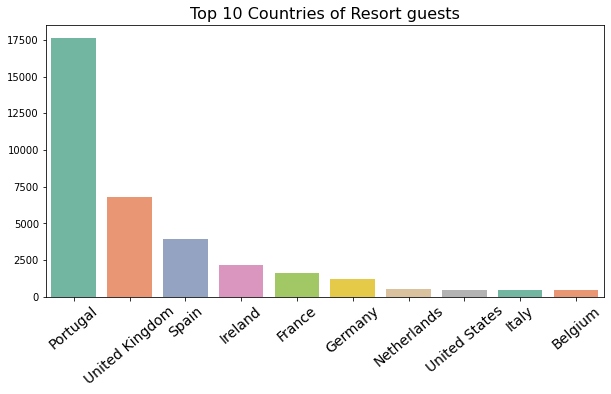 Top 10 Countries of Resort guests
17500
15000
12500
10000
7500
5000
2500
0
Portugal
United Kingdom
Spain
Ireland
France
Germany
Netherlands
United States
Italy
Belgium